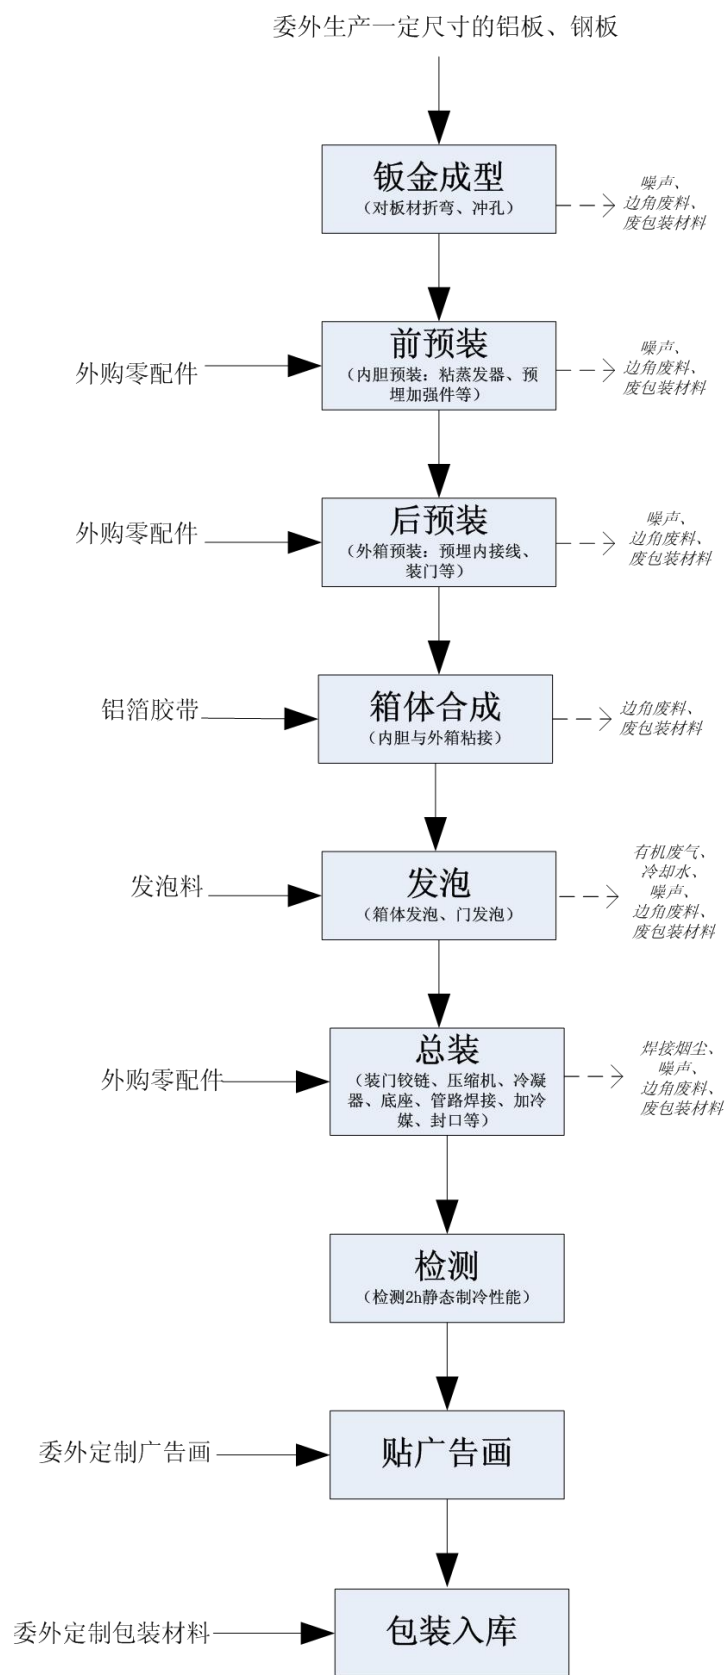 委外生产一定尺寸的铝板、钢板
钣金成型
（对板材折弯、冲孔）
噪声、
边角废料、
废包装材料
外购零配件
前预装
（内胆预装：粘蒸发器、预
埋加强件等）
噪声、
边角废料、
废包装材料
外购零配件
后预装
（外箱预装：预埋内接线、
装门等）
噪声、
边角废料、
废包装材料
铝箔胶带
箱体合成
（内胆与外箱粘接）
边角废料、
废包装材料
发泡料
发泡
（箱体发泡、门发泡）
有机废气、
冷却水、
噪声、
边角废料、
废包装材料
外购零配件
总装
（装门铰链、压缩机、冷凝
器、底座、管路焊接、加冷
媒、封口等）
焊接烟尘、
噪声、
边角废料、
废包装材料
检测
（检测2h静态制冷性能）
委外定制广告画
贴广告画
委外定制包装材料
包装入库